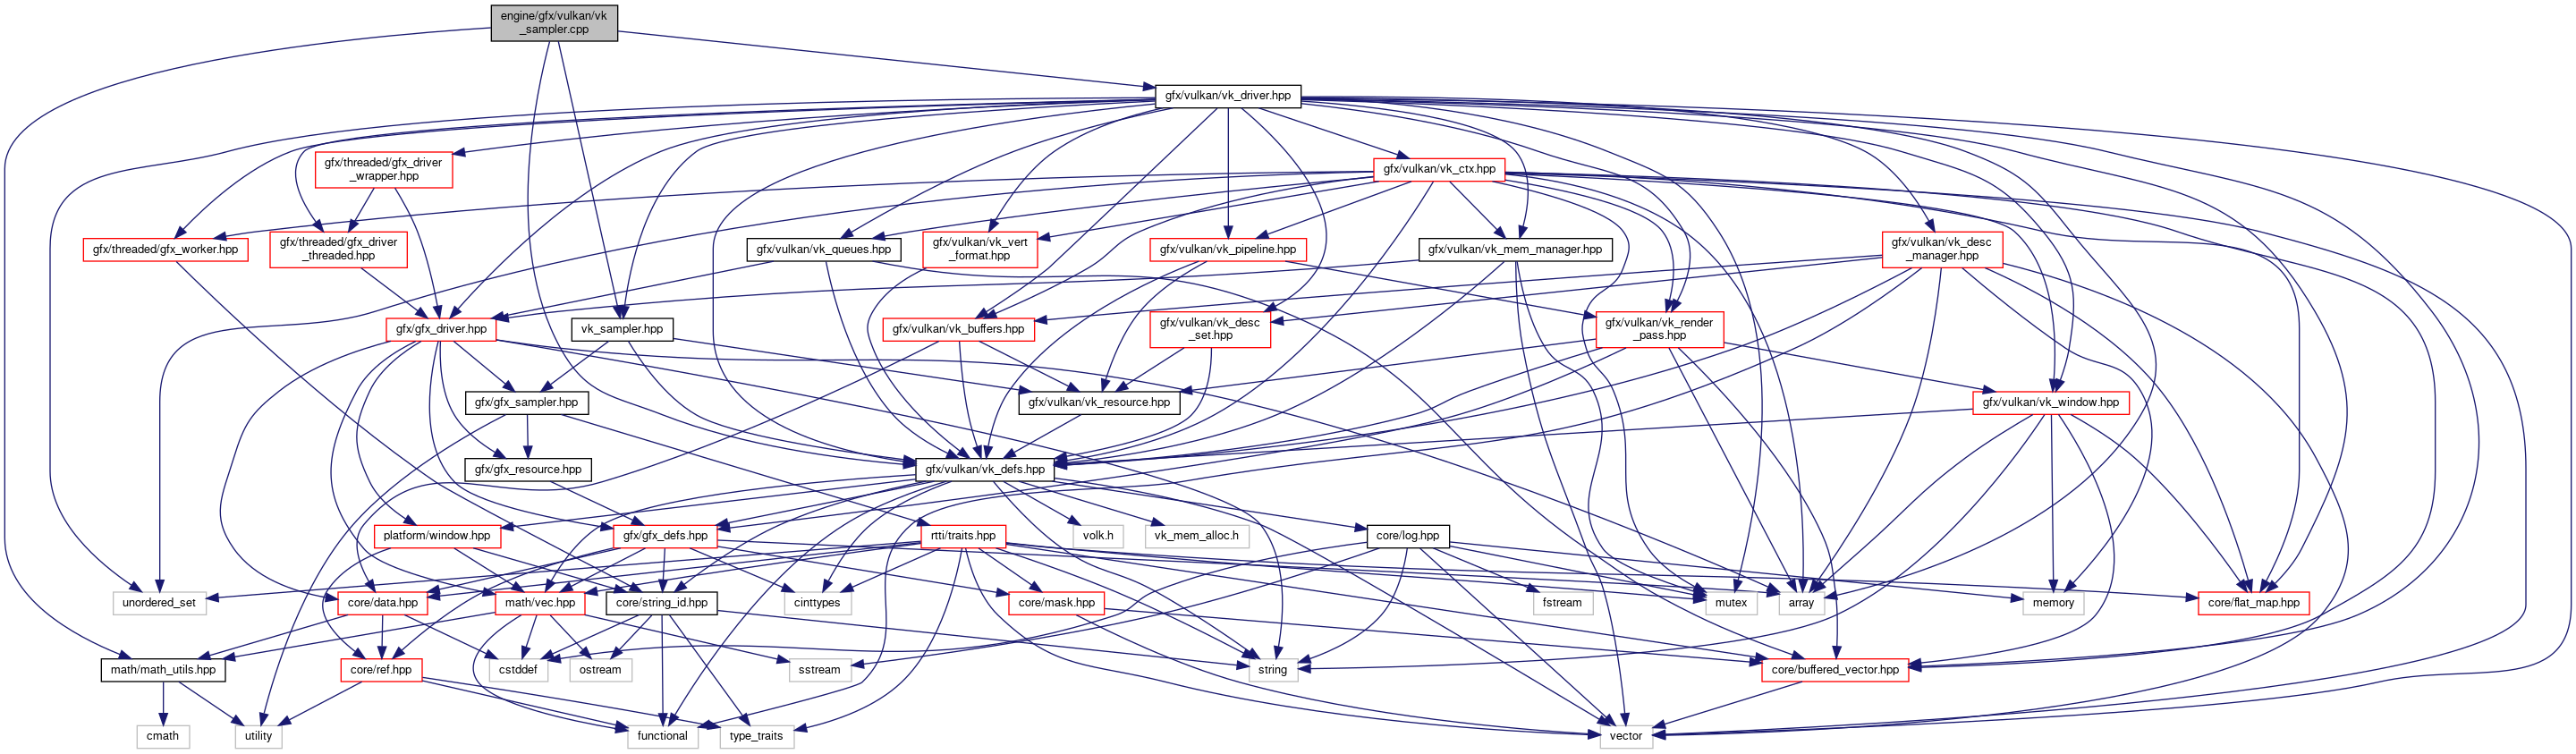 engine/gfx/vulkan/vk
_sampler.cpp
gfx/vulkan/vk_driver.hpp
gfx/threaded/gfx_driver
_wrapper.hpp
gfx/vulkan/vk_ctx.hpp
gfx/threaded/gfx_worker.hpp
gfx/threaded/gfx_driver
_threaded.hpp
gfx/vulkan/vk_queues.hpp
gfx/vulkan/vk_vert
_format.hpp
gfx/vulkan/vk_pipeline.hpp
gfx/vulkan/vk_mem_manager.hpp
gfx/vulkan/vk_desc
_manager.hpp
gfx/gfx_driver.hpp
vk_sampler.hpp
gfx/vulkan/vk_buffers.hpp
gfx/vulkan/vk_desc
_set.hpp
gfx/vulkan/vk_render
_pass.hpp
gfx/gfx_sampler.hpp
gfx/vulkan/vk_resource.hpp
gfx/vulkan/vk_window.hpp
gfx/gfx_resource.hpp
gfx/vulkan/vk_defs.hpp
platform/window.hpp
gfx/gfx_defs.hpp
rtti/traits.hpp
volk.h
vk_mem_alloc.h
core/log.hpp
unordered_set
core/data.hpp
math/vec.hpp
core/string_id.hpp
cinttypes
core/mask.hpp
fstream
mutex
array
memory
core/flat_map.hpp
math/math_utils.hpp
core/ref.hpp
cstddef
ostream
sstream
string
core/buffered_vector.hpp
cmath
utility
functional
type_traits
vector